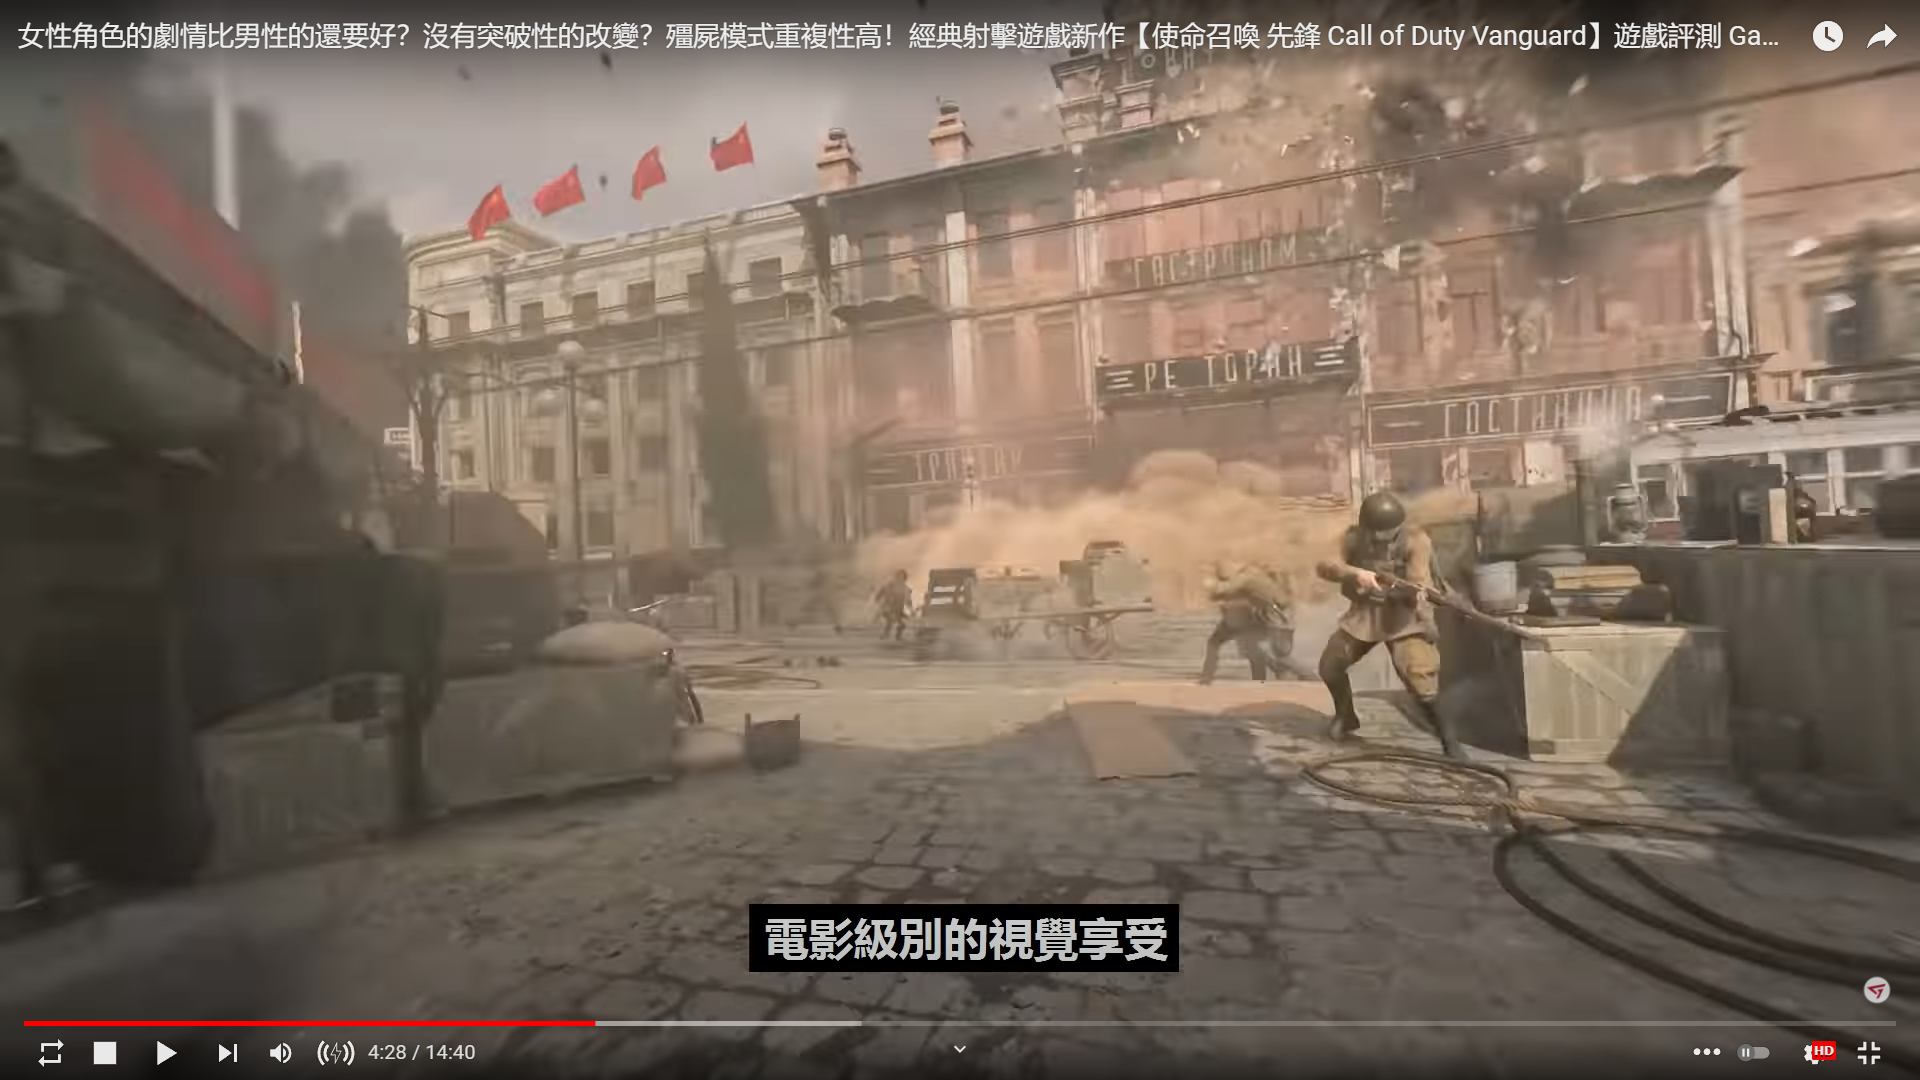 女性角色的劇情比男性的還要好？沒有突破性的改變？殭屍模式重複性高！經典射擊遊戲新作【使命召喚 先鋒 Call of Duty Vanguard】遊戲評測 Ga...
ГАСТРОНОМ
РЕ ТОРАН
ГОСТИНИЦА
電影級別的視覺享受
4:28 / 14:40
HD